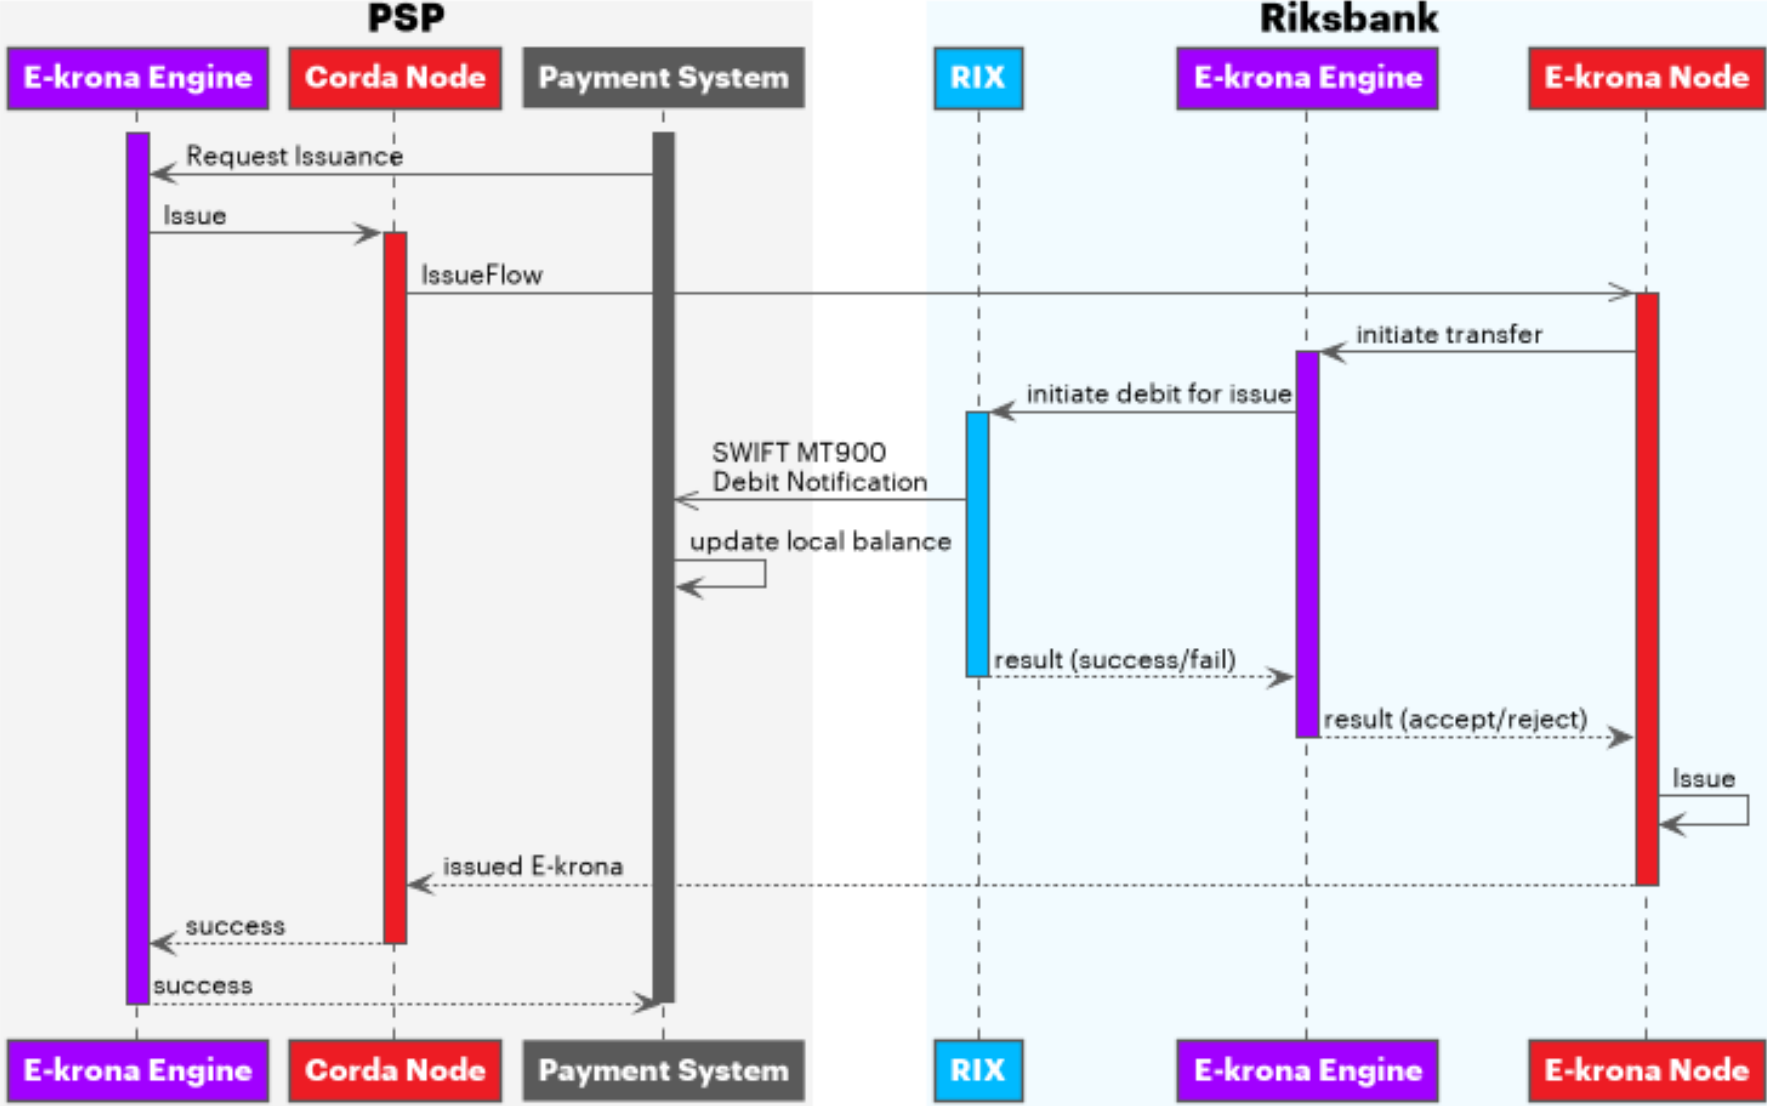 PSP
Riksbank
E-krona Engine
Corda Node
Payment System
RIX
E-krona Engine
E-krona Node
Request Issuance
Issue
IssueFlow
initiate transfer
initiate debit for issue
SWIFT MT900
Debit Notification
update local balance
result (success/fail)
result (accept/reject)
Issue
issued E-krona
success
success
E-krona Engine
Corda Node
Payment System
RIX
E-krona Engine
E-krona Node